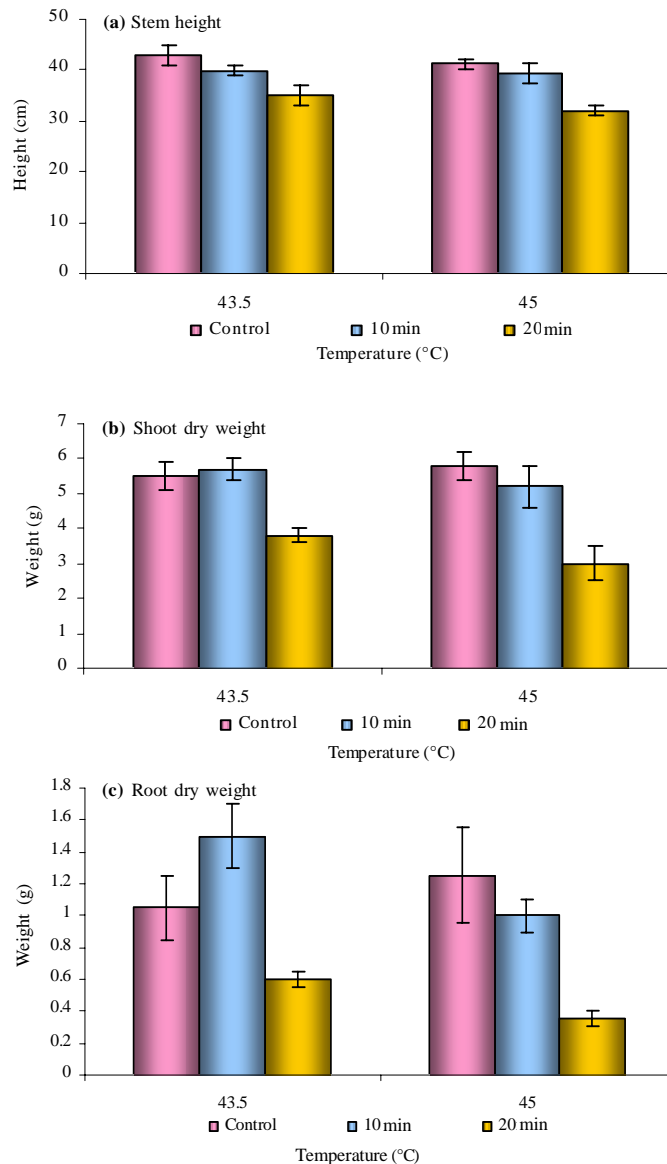 (a) Stem height
50
40
30
20
10
0
Height (cm)
43.5 45
Control 10 min 20 min
Temperature (°C)
(b) Shoot dry weight
7
6
5
4
3
2
1
0
Weight (g)
43.5 45
Control 10 min 20 min
Temperature (°C)
(c) Root dry weight
1.8
1.6
1.4
1.2
1
0.8
0.6
0.4
0.2
0
Weight (g)
43.5 45
Control 10 min 20 min
Temperature (°C)